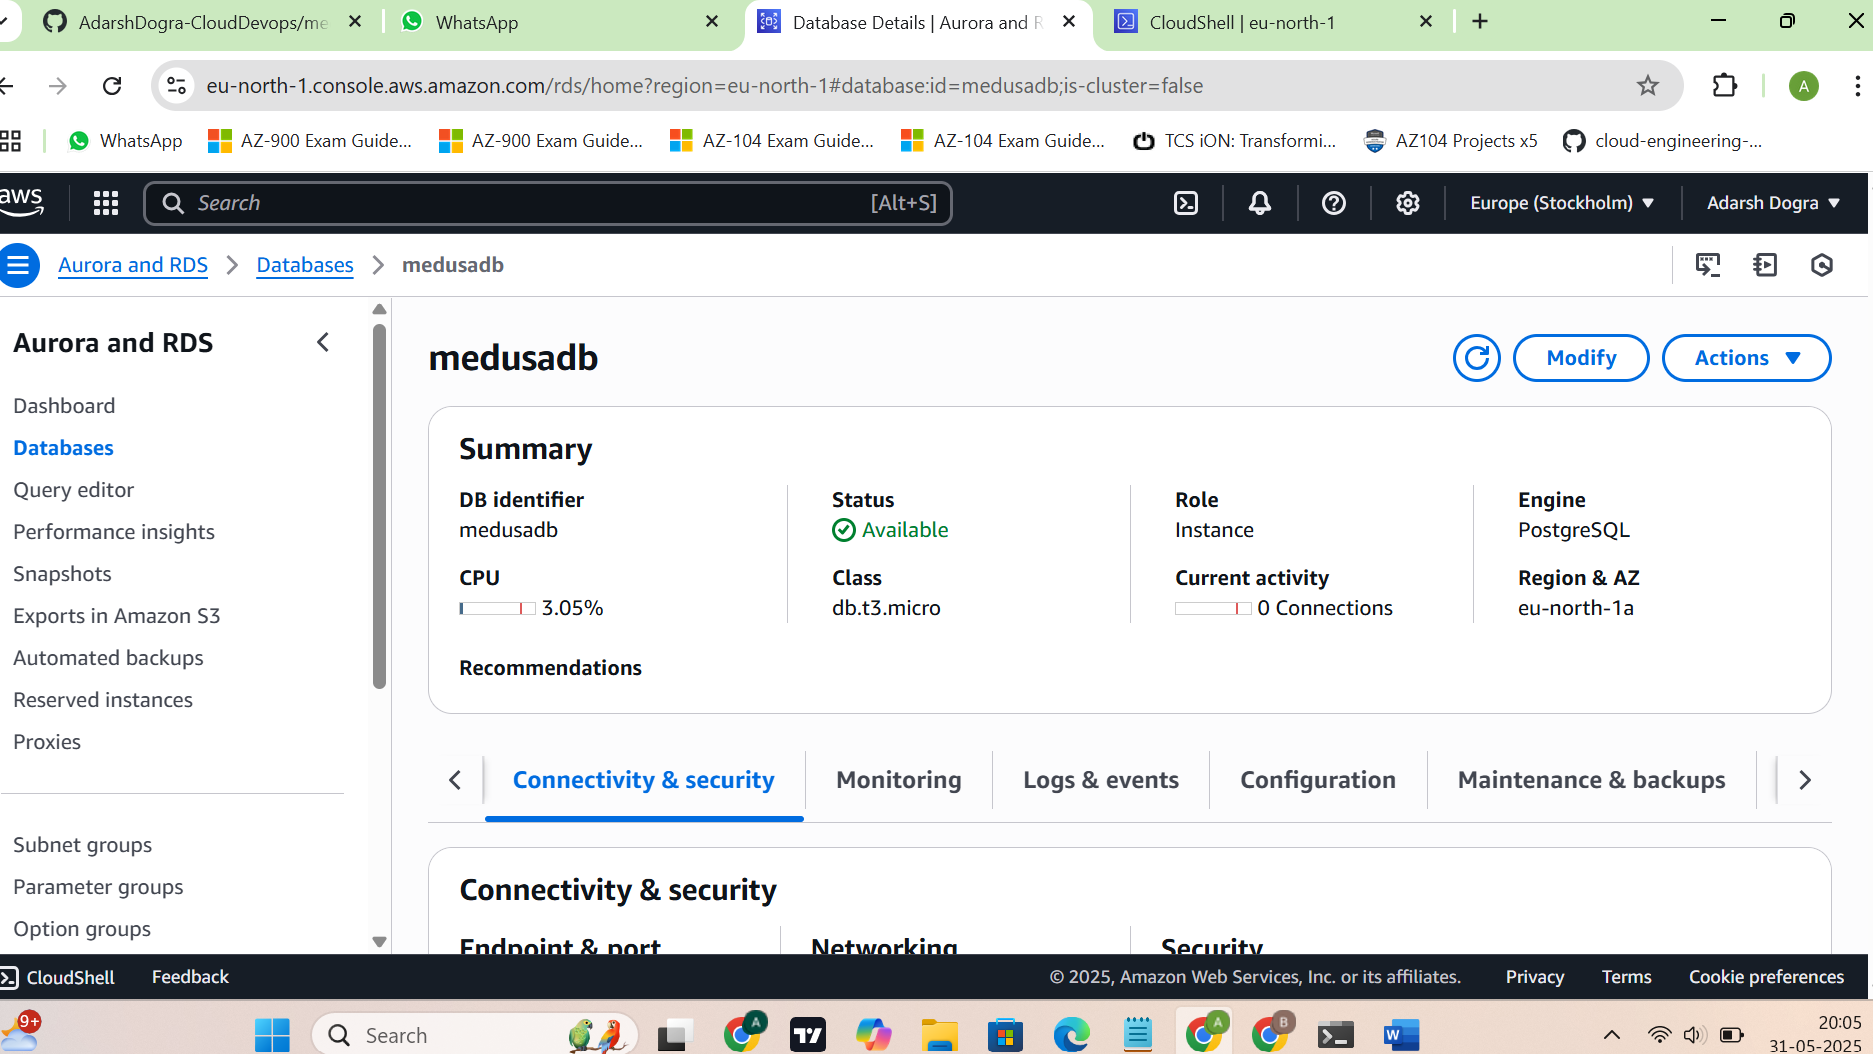 AdarshDogra-CloudDevops/me
WhatsApp
Database Details | Aurora and R
CloudShell | eu-north-1
eu-north-1.console.aws.amazon.com/rds/home?region=eu-north-1#database:id=medusadb;is-cluster=false
A
WhatsApp
AZ-900 Exam Guide...
AZ-900 Exam Guide...
AZ-104 Exam Guide...
AZ-104 Exam Guide...
TCS iON: Transformi...
AZ104 Projects x5
cloud-engineering-...
aws
Search
[Alt+S]
Europe (Stockholm)
Adarsh Dogra
Aurora and RDS
Databases
medusadb
Aurora and RDS
Dashboard
Databases
Query editor
Performance insights
Snapshots
Exports in Amazon S3
Automated backups
Reserved instances
Proxies
Subnet groups
Parameter groups
Option groups
medusadb
Modify
Actions
Summary
DB identifier
medusadb
Status
Available
Role
Instance
Engine
PostgreSQL
CPU
3.05%
Class
db.t3.micro
Current activity
0 Connections
Region & AZ
eu-north-1a
Recommendations
Connectivity & security
Monitoring
Logs & events
Configuration
Maintenance & backups
Connectivity & security
Endpoint & port
Networking
Security
CloudShell
Feedback
© 2025, Amazon Web Services, Inc. or its affiliates.
Privacy
Terms
Cookie preferences
9+
Search
A
A
B
W
20:05
31-05-2025